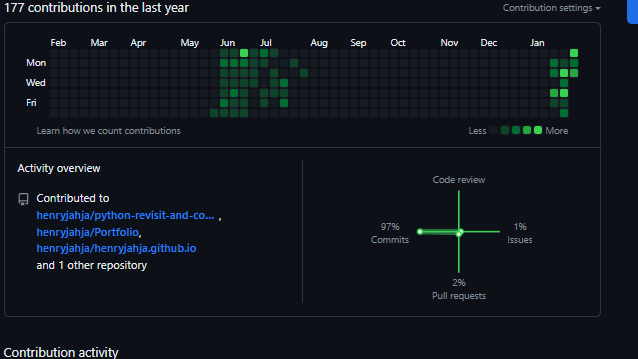 177 contributions in the last year
Contribution settings
Feb Mar Apr May Jun Jul Aug Sep Oct Nov Dec Jan
Mon
Wed
Fri
Learn how we count contributions
Less More
Activity overview
Contributed to
henryjahja/python-revisit-and-co... ,
henryjahja/Portfolio,
henryjahja/henryjahja.github.io
and 1 other repository
Code review
97%
Commits
1%
Issues
2%
Pull requests
Contribution activity